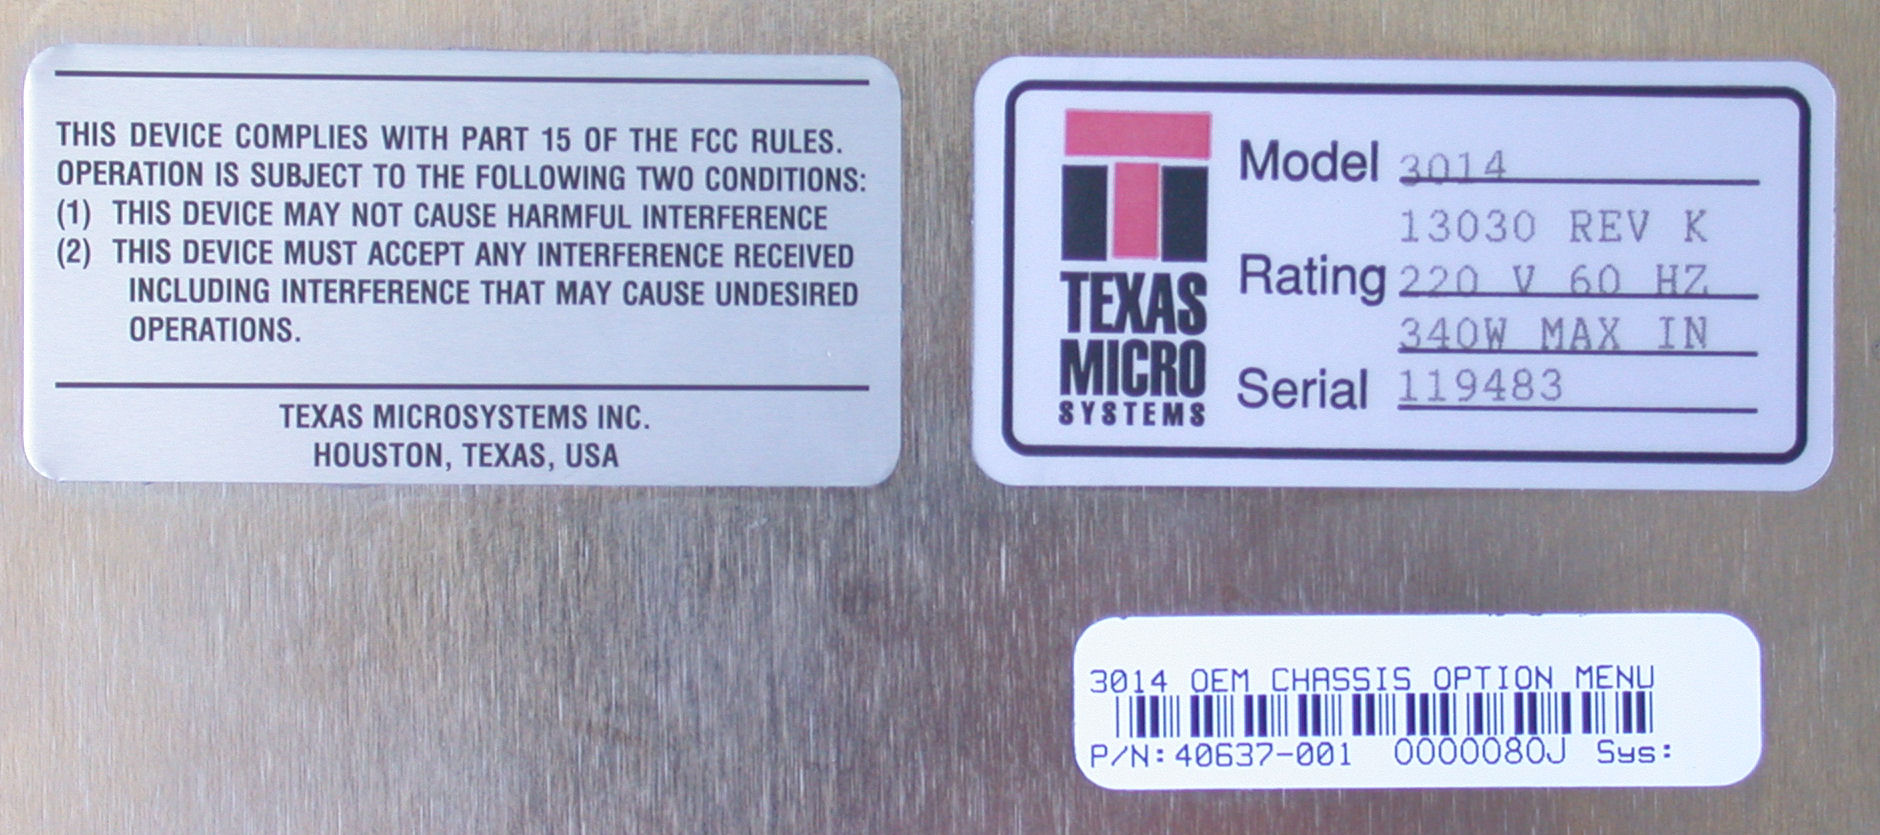 THIS DEVICE COMPLIES WITH PART 15 OF THE FCC RULES.
OPERATION IS SUBJECT TO THE FOLLOWING TWO CONDITIONS:
(1) THIS DEVICE MAY NOT CAUSE HARMFUL INTERFERENCE
(2) THIS DEVICE MUST ACCEPT ANY INTERFERENCE RECEIVED
INCLUDING INTERFERENCE THAT MAY CAUSE UNDESIRED
OPERATIONS.
TEXAS MICROSYSTEMS INC.
HOUSTON, TEXAS, USA
TEXAS
MICRO
SYSTEMS
Model 3014
13030 REV K
Rating 220 V 60 HZ
340W MAX IN
Serial 119483
3014 OEM CHASSIS OPTION MENU
P/N:40637-001 0000080J Sys: